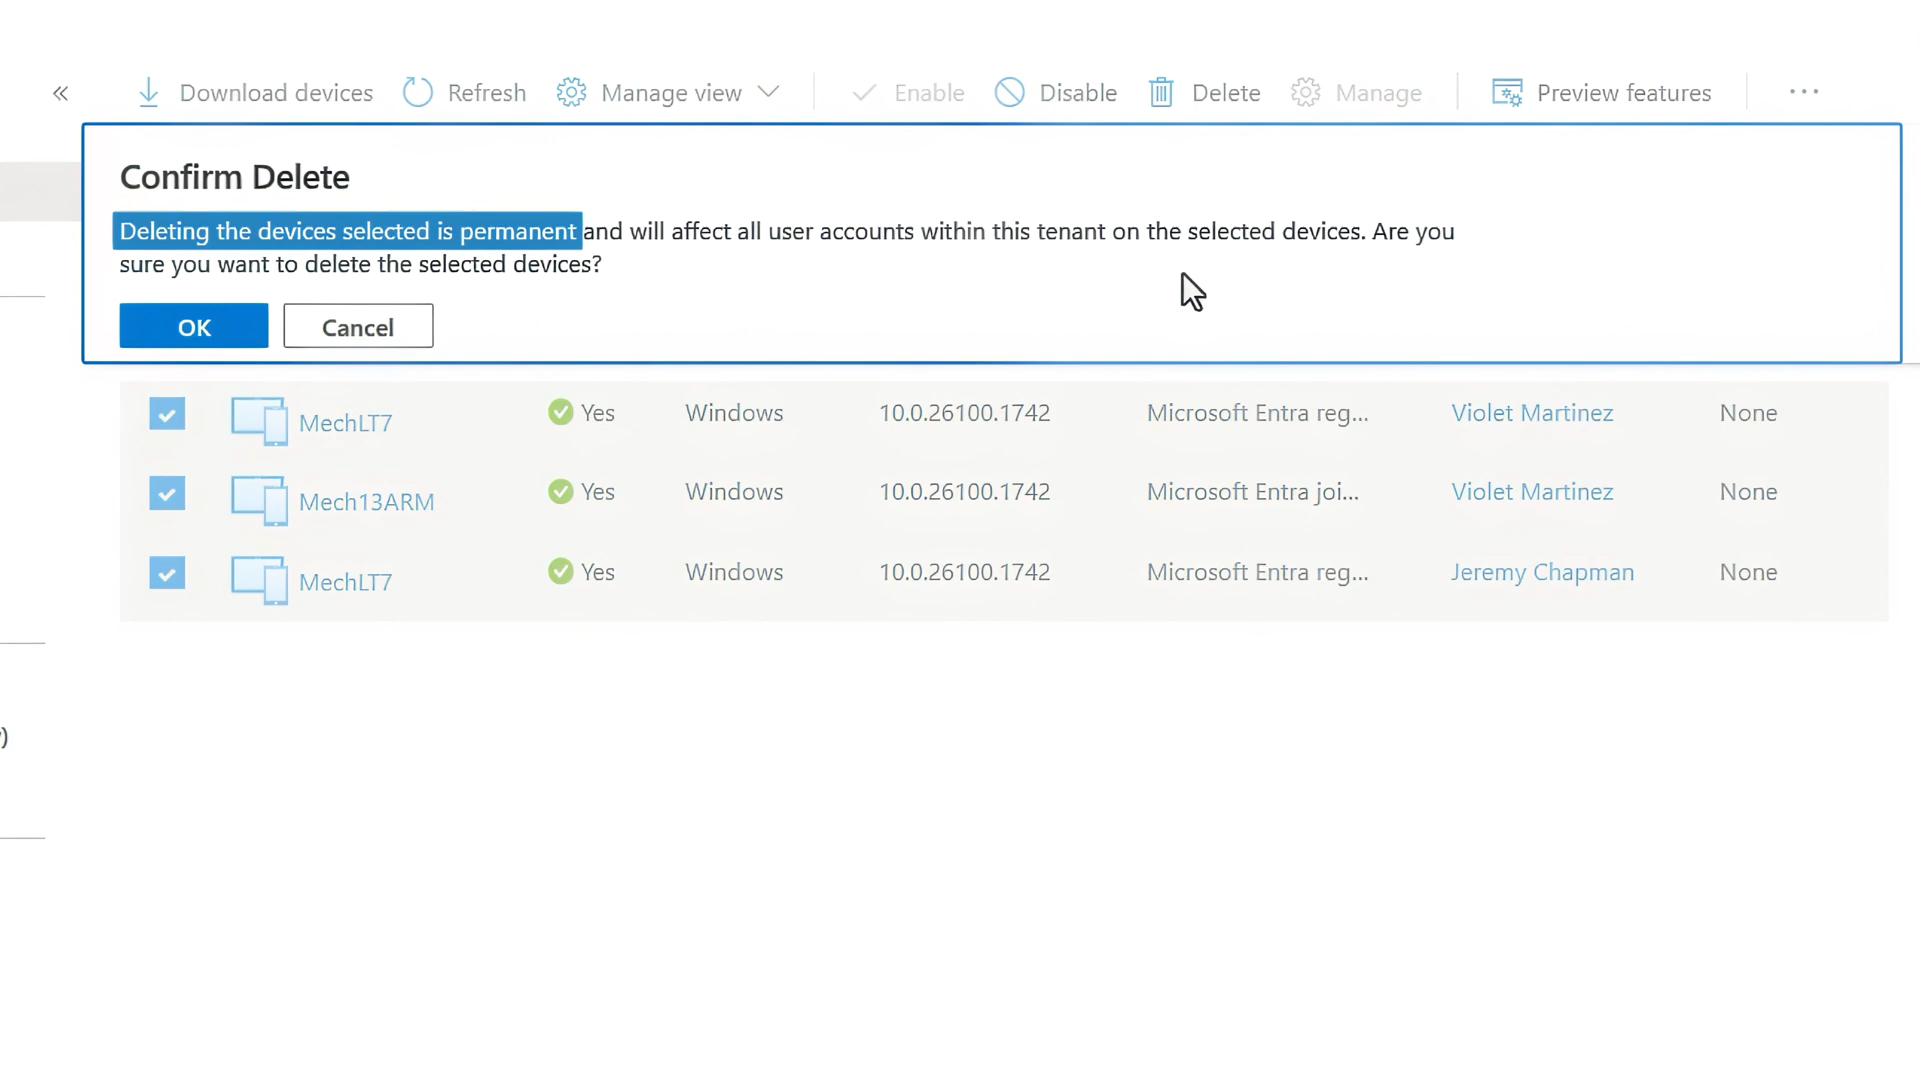 « Download devices Refresh Manage view Enable Disable Delete Manage Preview features ...
Confirm Delete
Deleting the devices selected is permanent and will affect all user accounts within this tenant on the selected devices. Are you
sure you want to delete the selected devices?
OK Cancel
MechLT7 Yes Windows 10.0.26100.1742 Microsoft Entra reg... Violet Martinez None
Mech13ARM Yes Windows 10.0.26100.1742 Microsoft Entra joi... Violet Martinez None
MechLT7 Yes Windows 10.0.26100.1742 Microsoft Entra reg... Jeremy Chapman None
)